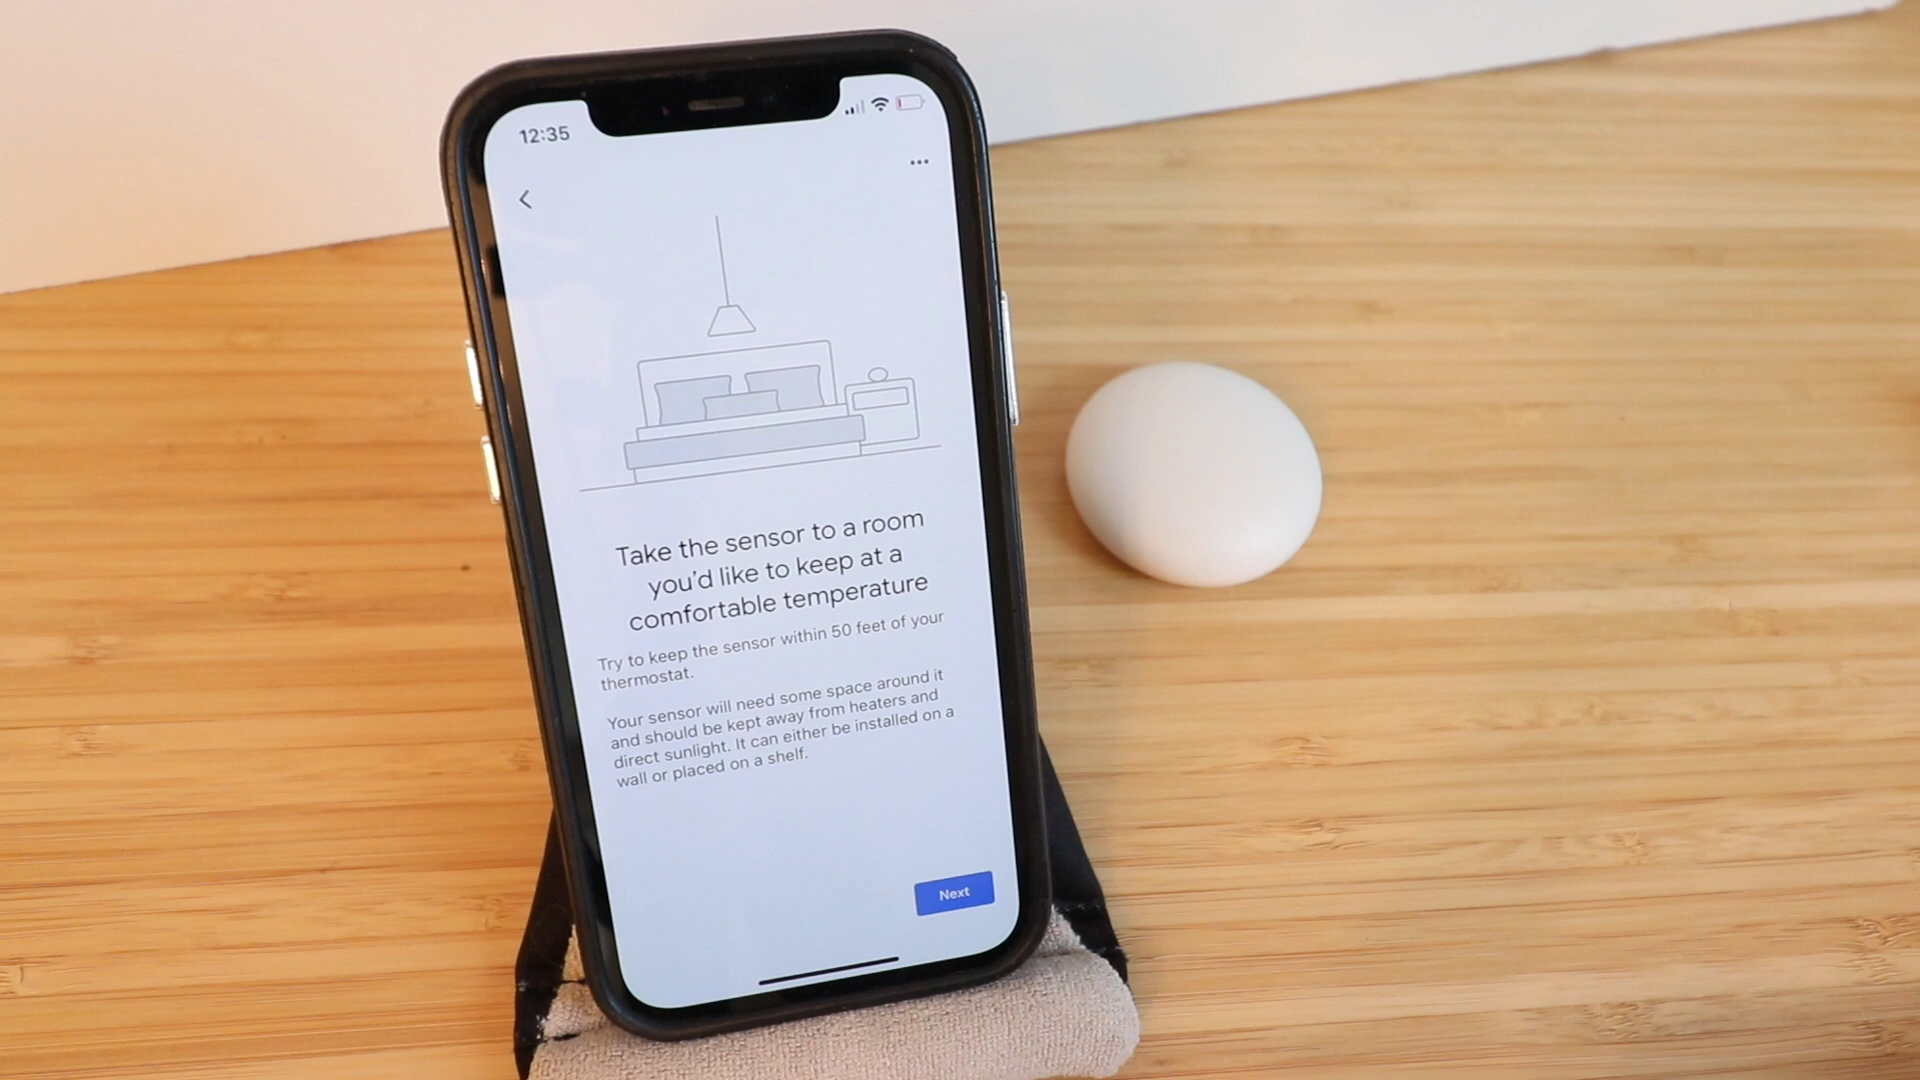 12:35
Take the sensor to a room
you'd like to keep at a
comfortable temperature
Try to keep the sensor within 50 feet of your
thermostat.
Your sensor will need some space around it
and should be kept away from heaters and
direct sunlight. It can either be installed on a
wall or placed on a shelf.
Next